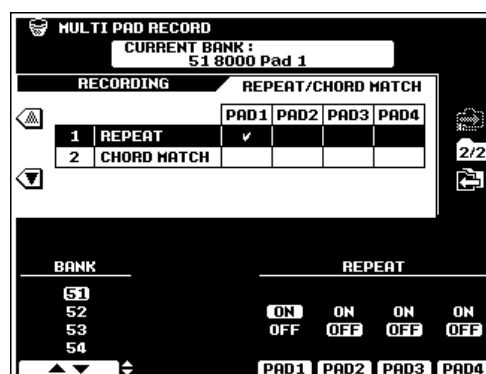 MULTI PAD RECORD
CURRENT BANK :
518000 Pad 1
RECORDING
REPEAT/CHORD MATCH
PAD1 PAD2 PAD3 PAD4
1 REPEAT ✓
2 CHORD MATCH
2/2
BANK REPEAT
51
52 ON ON ON ON
53 OFF OFF OFF OFF
54
PAD1 PAD2 PAD3 PAD4